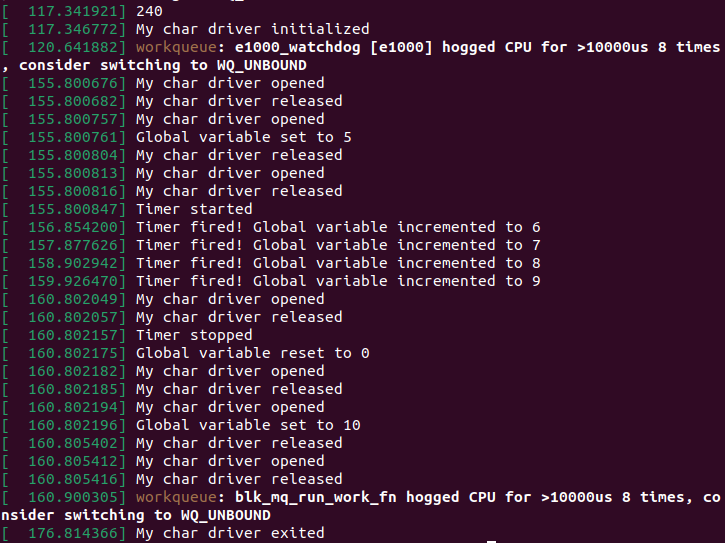 [  117.341921] 240
[  117.346772] My char driver initialized
[  120.641882] workqueue: e1000_watchdog [e1000] hogged CPU for >10000us 8 times
, consider switching to WQ_UNBOUND
[  155.800676] My char driver opened
[  155.800682] My char driver released
[  155.800757] My char driver opened
[  155.800761] Global variable set to 5
[  155.800804] My char driver released
[  155.800813] My char driver opened
[  155.800816] My char driver released
[  155.800847] Timer started
[  156.854200] Timer fired! Global variable incremented to 6
[  157.877626] Timer fired! Global variable incremented to 7
[  158.902942] Timer fired! Global variable incremented to 8
[  159.926470] Timer fired! Global variable incremented to 9
[  160.802049] My char driver opened
[  160.802057] My char driver released
[  160.802157] Timer stopped
[  160.802175] Global variable reset to 0
[  160.802182] My char driver opened
[  160.802185] My char driver released
[  160.802194] My char driver opened
[  160.802196] Global variable set to 10
[  160.805402] My char driver released
[  160.805412] My char driver opened
[  160.805416] My char driver released
[  160.900305] workqueue: blk_mq_run_work_fn hogged CPU for >10000us 8 times, co
nsider switching to WQ_UNBOUND
[  176.814366] My char driver exited